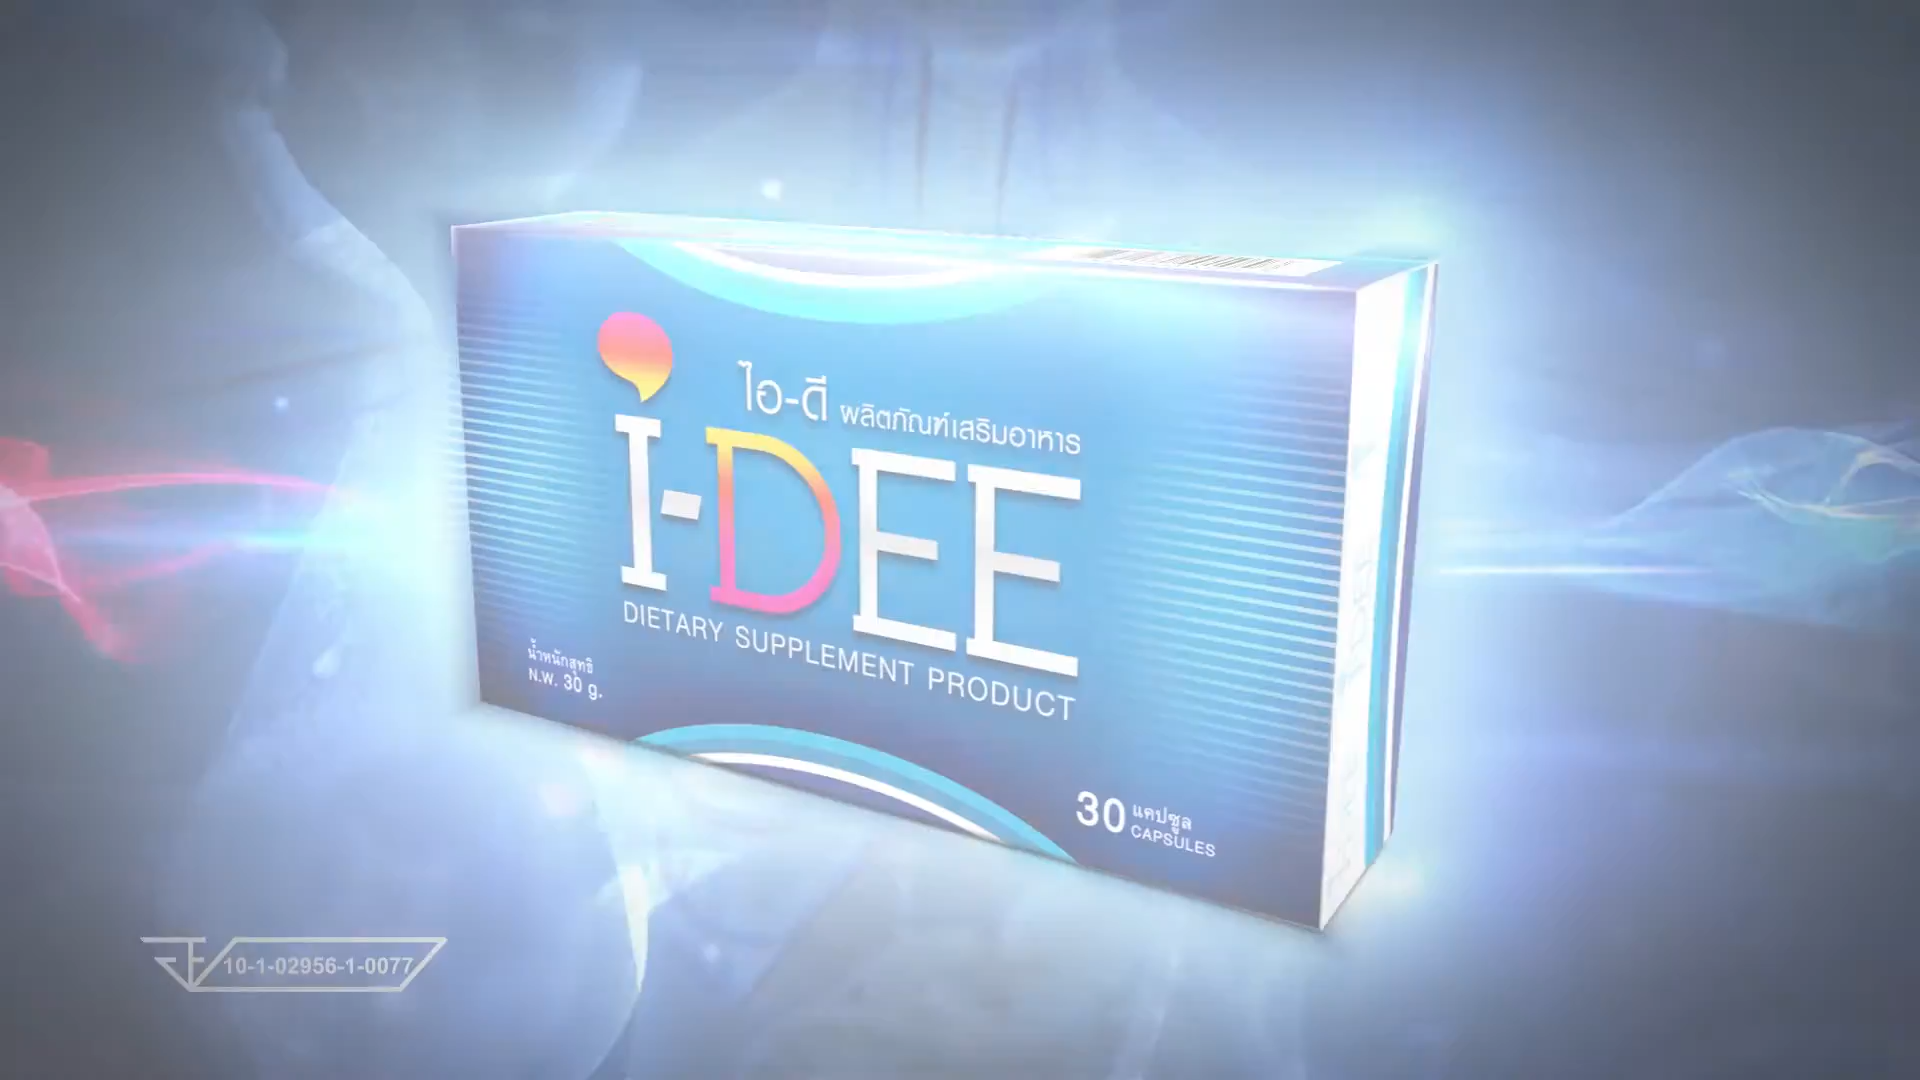 ไอ-ดี ผลิตภัณฑ์เสริมอาหาร
i-DEE
DIETARY SUPPLEMENT PRODUCT
น้ำหนักสุทธิ
N.W. 30 g.
30 แคปซูล
CAPSULES
10-1-02956-1-0077